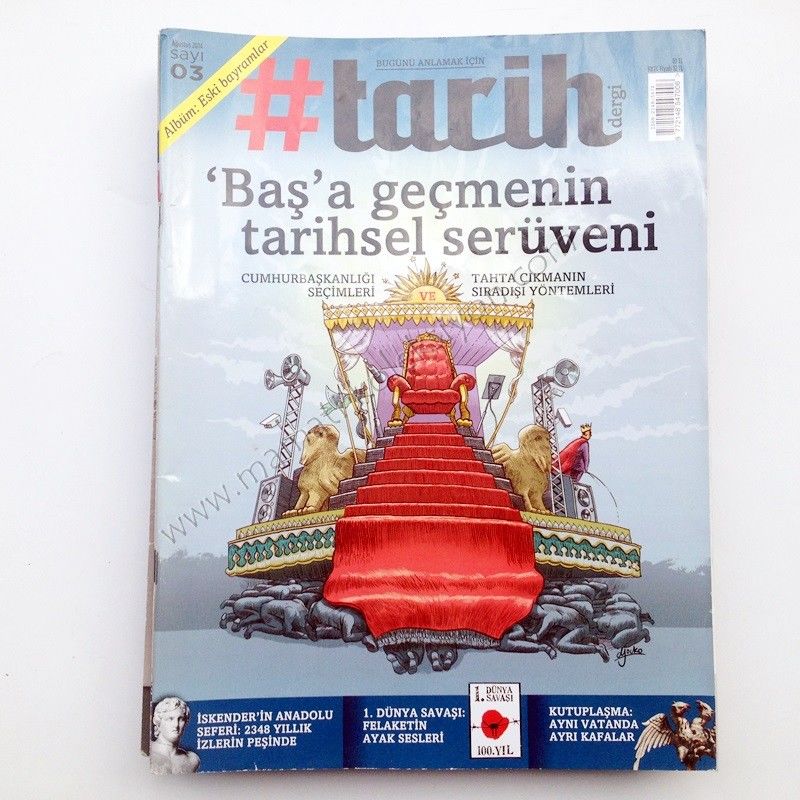 Ağustos 2014
sayı
03
Albüm: Eski bayramlar
BUGÜNÜ ANLAMAK İÇİN
#tarih
dergi
'Baş'a geçmenin
tarihsel serüveni
CUMHURBAŞKANLIĞI
SEÇİMLERİ
VE
TAHTA ÇIKMANIN
SIRADIŞI YÖNTEMLERİ
İSKENDER'İN ANADOLU
SEFERİ: 2348 YILLIK
İZLERİN PEŞİNDE
1. DÜNYA SAVAŞI:
FELAKETİN
AYAK SESLERİ
1. DÜNYA
SAVAŞI
100.YIL
KUTUPLAŞMA:
AYNI VATANDA
AYRI KAFALAR